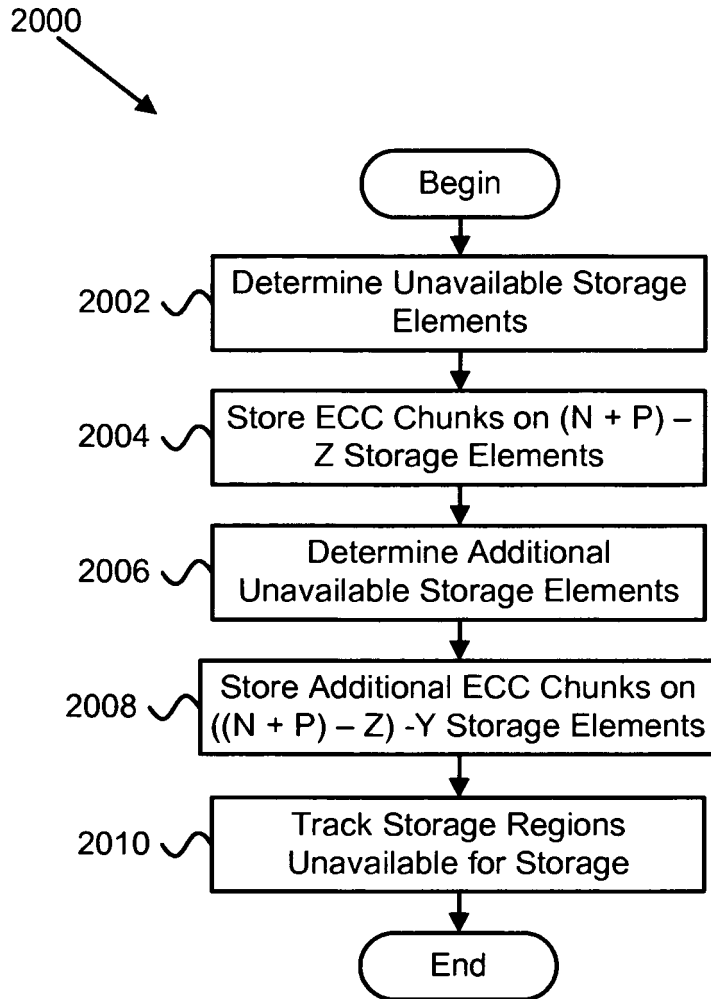 2000
Begin
2002
Determine Unavailable Storage
Elements
2004
Store ECC Chunks on (N + P) –
Z Storage Elements
2006
Determine Additional
Unavailable Storage Elements
2008
Store Additional ECC Chunks on
((N + P) – Z) -Y Storage Elements
2010
Track Storage Regions
Unavailable for Storage
End